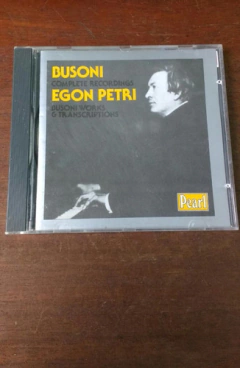 BUSONI
COMPLETE RECORDINGS
EGON PETRI
BUSONI WORKS
& TRANSCRIPTIONS
Pearl